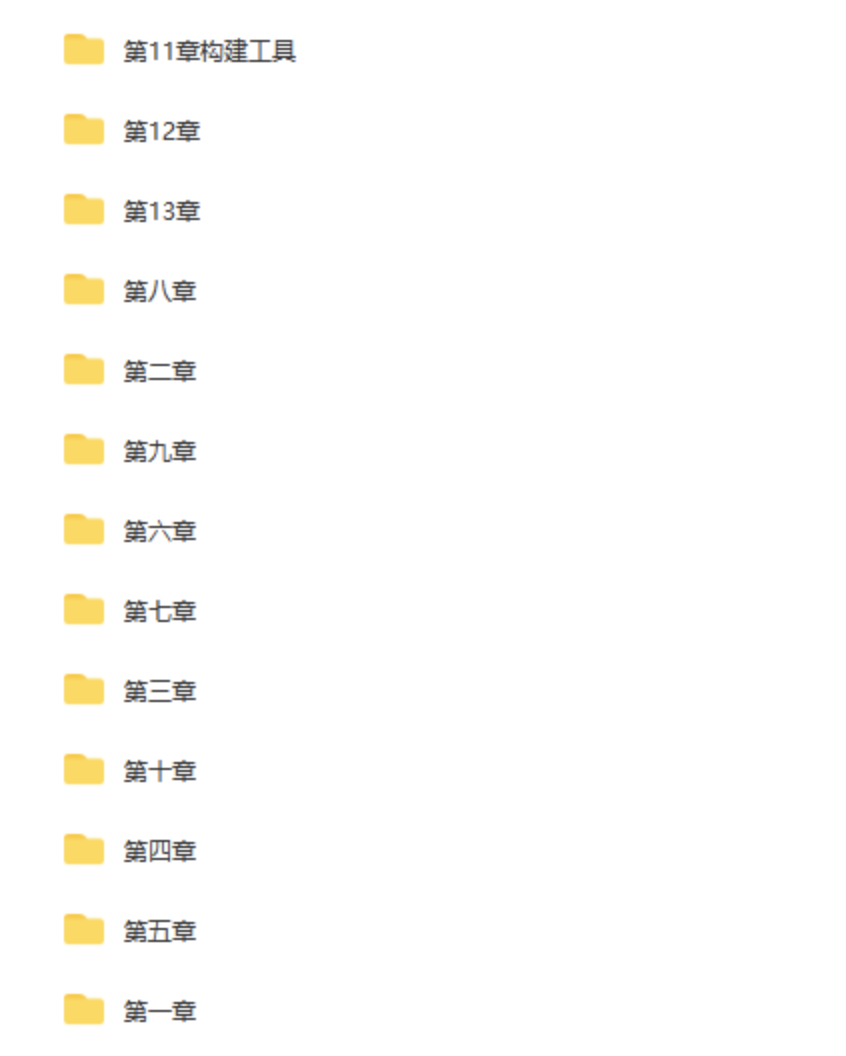 第11章构建工具
第12章
第13章
第八章
第二章
第九章
第六章
第七章
第三章
第十章
第四章
第五章
第一章